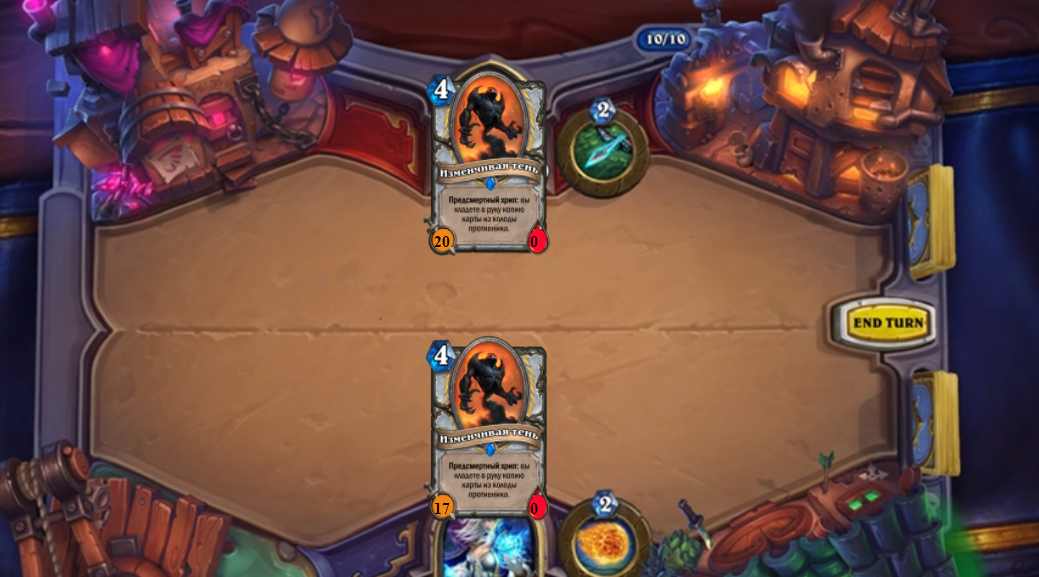 10/10
4
2
Изменчивая тень
Предсмертный хрип: вы
кладете в руку копию
карты из колоды
противника.
20
0
END TURN
4
Изменчивая тень
Предсмертный хрип: вы
кладете в руку копию
карты из колоды
противника.
17
0
2